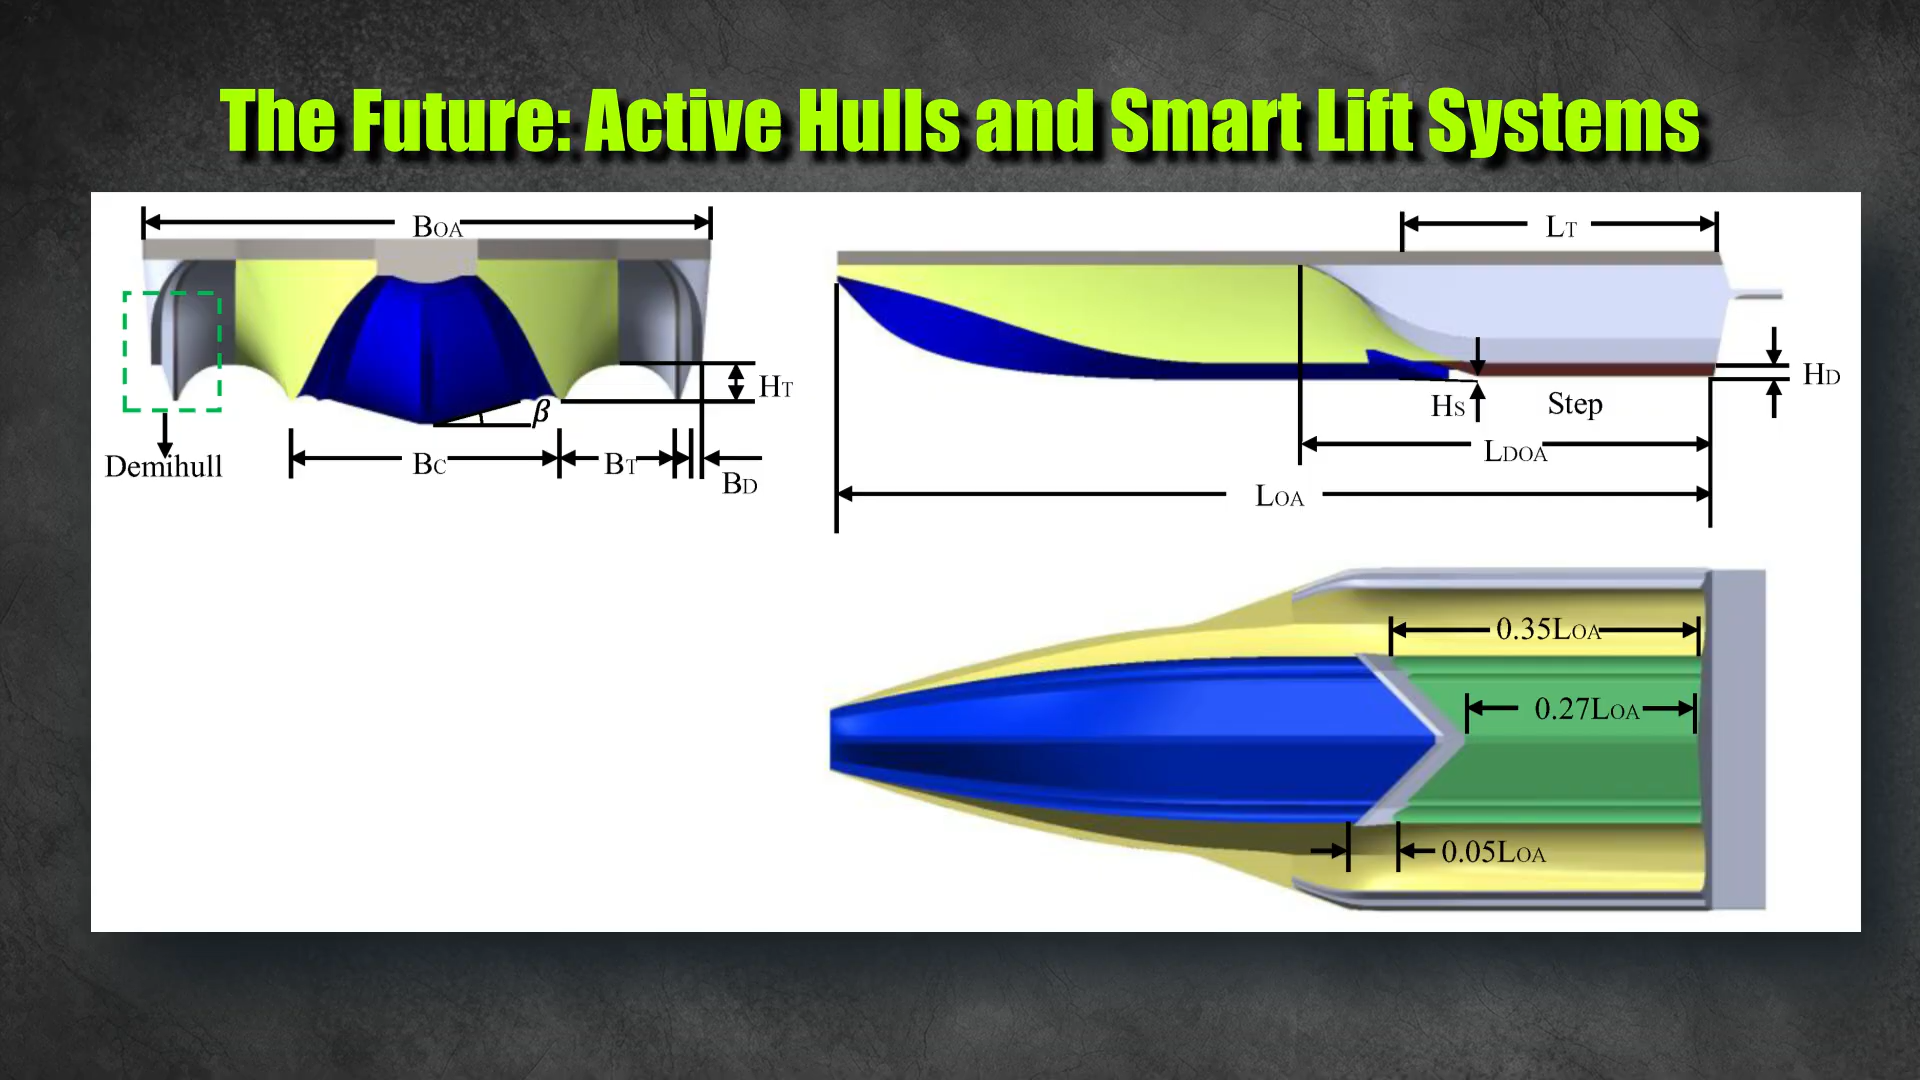 The Future: Active Hulls and Smart Lift Systems
BOA
HT
β
Demihull
BC
BT
BD
LT
HD
HS
Step
LDOA
LOA
0.35LOA
0.27LOA
0.05LOA